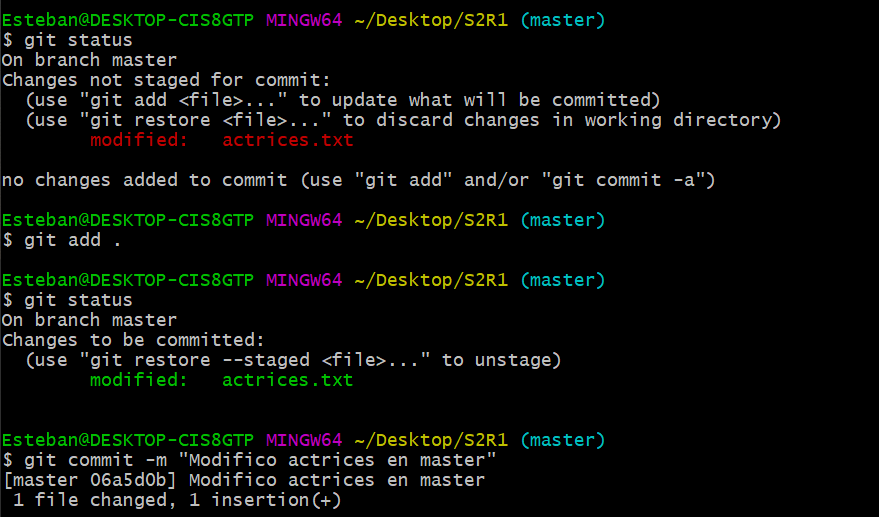 Esteban@DESKTOP-CIS8GTP MINGW64 ~/Desktop/S2R1 (master)
$ git status
On branch master
Changes not staged for commit:
  (use "git add <file>..." to update what will be committed)
  (use "git restore <file>..." to discard changes in working directory)
        modified:   actrices.txt

no changes added to commit (use "git add" and/or "git commit -a")

Esteban@DESKTOP-CIS8GTP MINGW64 ~/Desktop/S2R1 (master)
$ git add .

Esteban@DESKTOP-CIS8GTP MINGW64 ~/Desktop/S2R1 (master)
$ git status
On branch master
Changes to be committed:
  (use "git restore --staged <file>..." to unstage)
        modified:   actrices.txt


Esteban@DESKTOP-CIS8GTP MINGW64 ~/Desktop/S2R1 (master)
$ git commit -m "Modifico actrices en master"
[master 06a5d0b] Modifico actrices en master
 1 file changed, 1 insertion(+)